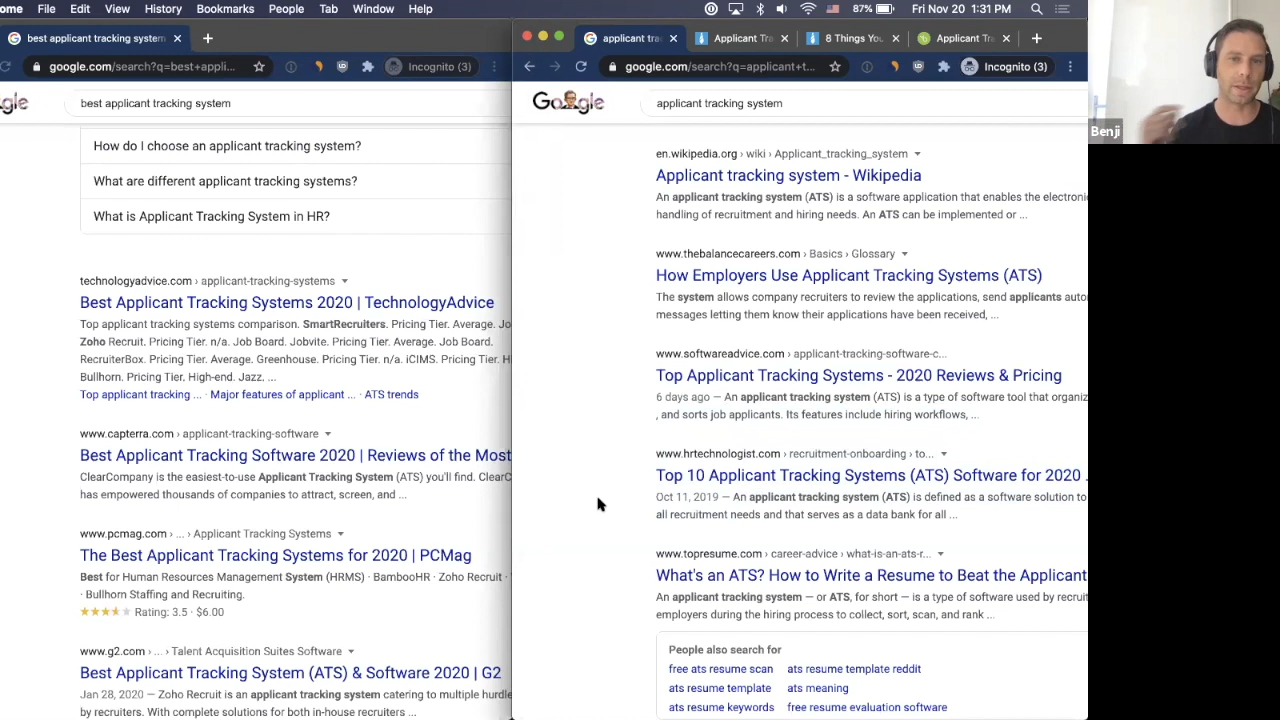 ome File Edit View History Bookmarks People Tab Window Help 87% Fri Nov 20 1:31 PM
best applicant tracking system
google.com/search?q=best+appli... Incognito (3)
gle best applicant tracking system
How do I choose an applicant tracking system?
What are different applicant tracking systems?
What is Applicant Tracking System in HR?
technologyadvice.com › applicant-tracking-systems
Best Applicant Tracking Systems 2020 | TechnologyAdvice
Top applicant tracking systems comparison. SmartRecruiters. Pricing Tier. Average. Jo
Zoho Recruit. Pricing Tier. n/a. Job Board. Jobvite. Pricing Tier. Average. Job Board.
RecruiterBox. Pricing Tier. Average. Greenhouse. Pricing Tier. n/a. iCIMS. Pricing Tier. H
Bullhorn. Pricing Tier. High-end. Jazz. ...
Top applicant tracking ... · Major features of applicant ... · ATS trends
www.capterra.com › applicant-tracking-software
Best Applicant Tracking Software 2020 | Reviews of the Most
ClearCompany is the easiest-to-use Applicant Tracking System (ATS) you'll find. ClearC
has empowered thousands of companies to attract, screen, and ...
www.pcmag.com › ... › Applicant Tracking Systems
The Best Applicant Tracking Systems for 2020 | PCMag
Best for Human Resources Management System (HRMS) · BambooHR · Zoho Recruit ·
· Bullhorn Staffing and Recruiting.
Rating: 3.5 · $6.00
www.g2.com › ... › Talent Acquisition Suites Software
Best Applicant Tracking System (ATS) & Software 2020 | G2
Jan 28, 2020 — Zoho Recruit is an applicant tracking system catering to multiple hurdle
by recruiters. With complete solutions for both in-house recruiters ...
applicant tra Applicant Tra 8 Things You Applicant Tra
google.com/search?q=applicant+t... Incognito (3)
Google applicant tracking system
en.wikipedia.org › wiki › Applicant_tracking_system
Applicant tracking system - Wikipedia
An applicant tracking system (ATS) is a software application that enables the electronic
handling of recruitment and hiring needs. An ATS can be implemented or ...
www.thebalancecareers.com › Basics › Glossary
How Employers Use Applicant Tracking Systems (ATS)
The system allows company recruiters to review the applications, send applicants auto
messages letting them know their applications have been received, ...
www.softwareadvice.com › applicant-tracking-software-c...
Top Applicant Tracking Systems - 2020 Reviews & Pricing
6 days ago — An applicant tracking system (ATS) is a type of software tool that organiz
, and sorts job applicants. Its features include hiring workflows, ...
www.hrtechnologist.com › recruitment-onboarding › to...
Top 10 Applicant Tracking Systems (ATS) Software for 2020 .
Oct 11, 2019 — An applicant tracking system (ATS) is defined as a software solution to
all recruitment needs and that serves as a data bank for all ...
www.topresume.com › career-advice › what-is-an-ats-r...
What's an ATS? How to Write a Resume to Beat the Applicant
An applicant tracking system — or ATS, for short — is a type of software used by recruit
employers during the hiring process to collect, sort, scan, and rank ...
People also search for
free ats resume scan ats resume template reddit
ats resume template ats meaning
ats resume keywords free resume evaluation software
Benji